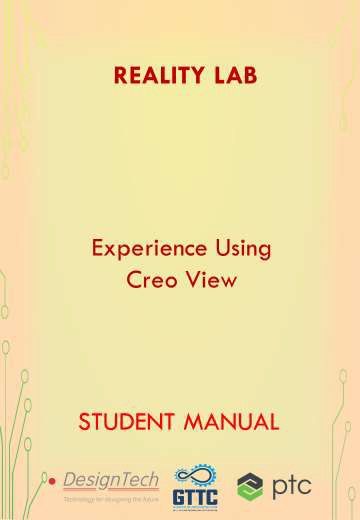 REALITY LAB
Experience Using
Creo View
STUDENT MANUAL
DesignTech
Technology for designing the future
GTTC
ptc